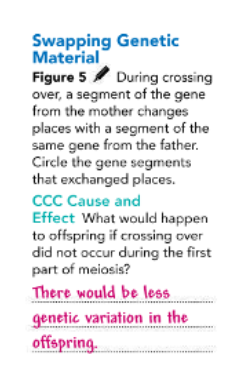 Swapping Genetic
Material
Figure 5 During crossing
over, a segment of the gene
from the mother changes
places with a segment of the
same gene from the father.
Circle the gene segments
that exchanged places.
CCC Cause and
Effect What would happen
to offspring if crossing over
did not occur during the first
part of meiosis?
There would be less
genetic variation in the
offspring.